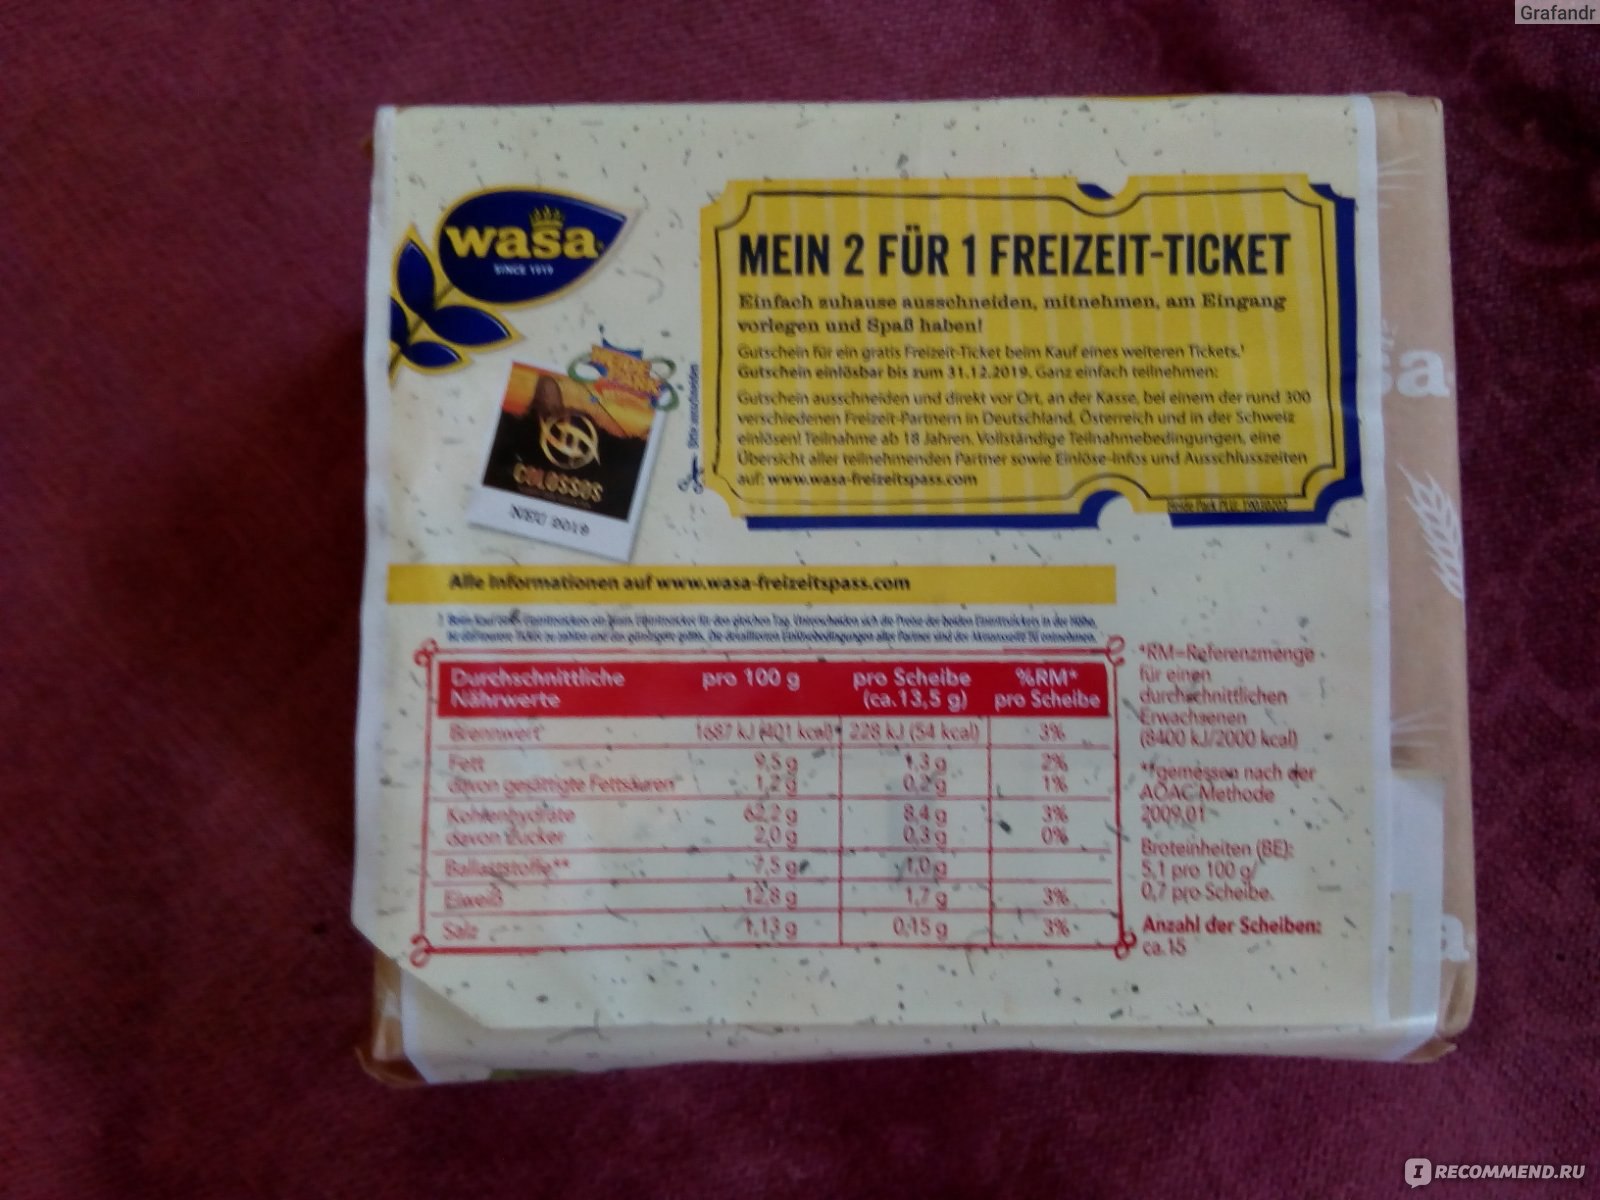 Grafandr
wasa
SINCE 1919
MEIN 2 FÜR 1 FREIZEIT-TICKET
Einfach zuhause ausschneiden, mitnehmen, am Eingang
vorlegen und Spaß haben!
Gutschein für ein gratis Freizeit-Ticket beim Kauf eines weiteren Tickets.¹
Gutschein einlösbar bis zum 31.12.2019. Ganz einfach teilnehmen:
Gutschein ausschneiden und direkt vor Ort, an der Kasse, bei einem der rund 300
verschiedenen Freizeit-Partnern in Deutschland, Österreich und in der Schweiz
einlösen! Teilnahme ab 18 Jahren. Vollständige Teilnahmebedingungen, eine
Übersicht aller teilnehmenden Partner sowie Einlöse-Infos und Ausschlusszeiten
auf: www.wasa-freizeitspass.com
Bitte ausschneiden
COLOSSOS
NEU 2019
Alle Informationen auf www.wasa-freizeitspass.com
Durchschnittliche Nährwerte pro 100 g pro Scheibe (ca. 13,5 g) %RM* pro Scheibe
Brennwert 1687 kJ (401 kcal) 228 kJ (54 kcal) 3%
Fett 9,5 g 1,3 g 2%
davon gesättigte Fettsäuren 1,2 g 0,2 g 1%
Kohlenhydrate 62,2 g 8,4 g 3%
davon Zucker 2,0 g 0,3 g 0%
Ballaststoffe** 7,5 g 1,0 g
Eiweiß 12,8 g 1,7 g 3%
Salz 1,13 g 0,15 g 3%
*RM=Referenzmenge
für einen
durchschnittlichen
Erwachsenen
(8400 kJ/2000 kcal)
**gemessen nach der
AOAC-Methode
2009.01
Broteinheiten (BE):
5,1 pro 100 g/
0,7 pro Scheibe.
Anzahl der Scheiben:
ca. 15
sa
a
IRECOMMEND.RU